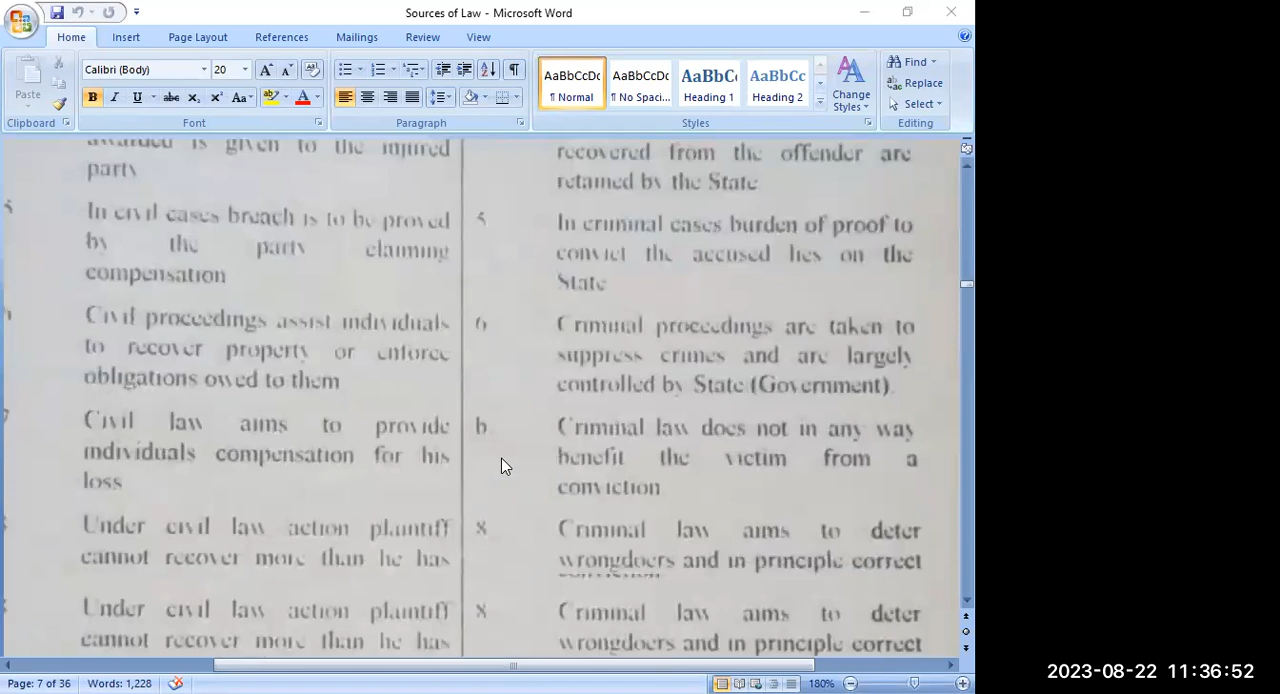 Sources of Law - Microsoft Word
Home Insert Page Layout References Mailings Review View
Calibri (Body) 20
AaBbCcDc AaBbCcDc AaBbC AaBbCc
¶ Normal ¶ No Spaci... Heading 1 Heading 2
Paste
Change Styles
Find
Replace
Select
Clipboard Font Paragraph Styles Editing
awarded is given to the injured
party
recovered from the offender are
retained by the State
5 In civil cases breach is to be proved
by the party claiming
compensation
5 In criminal cases burden of proof to
convict the accused lies on the
State
Civil proceedings assist individuals
to recover property or enforce
obligations owed to them
6 Criminal proceedings are taken to
suppress crimes and are largely
controlled by State (Government).
7 Civil law aims to provide
individuals compensation for his
loss
b Criminal law does not in any way
benefit the victim from a
conviction
Under civil law action plaintiff
cannot recover more than he has
8 Criminal law aims to deter
wrongdoers and in principle correct
Under civil law action plaintiff
cannot recover more than he has
8 Criminal law aims to deter
wrongdoers and in principle correct
Page: 7 of 36 Words: 1,228 180%
2023-08-22 11:36:52